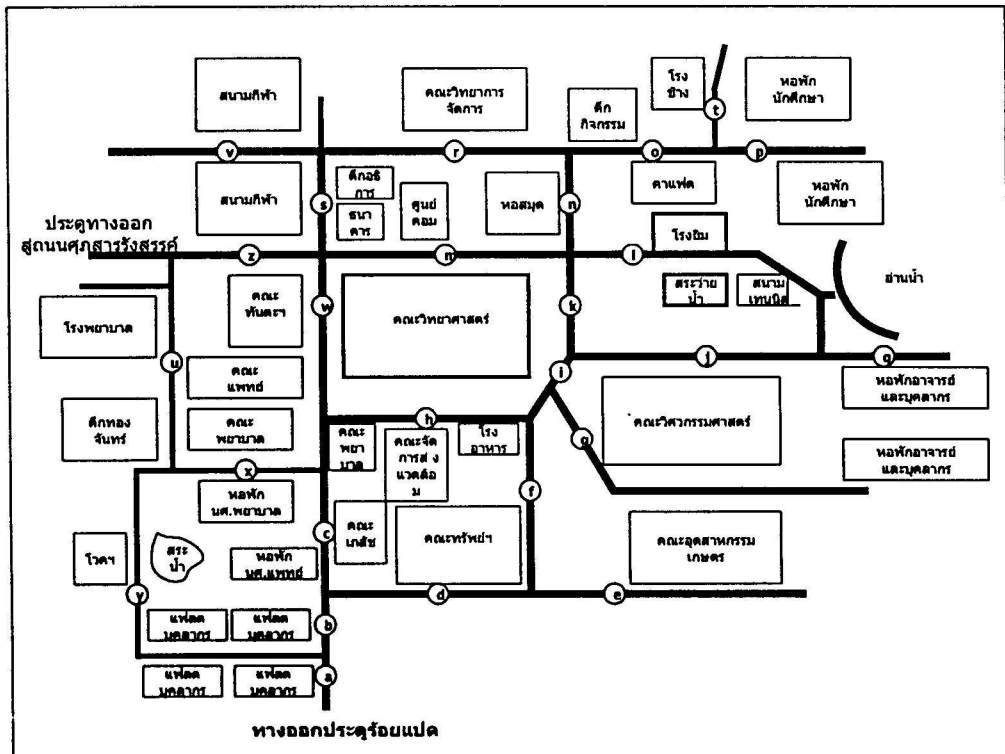 สนามกีฬา
คณะวิทยาการ
จัดการ
ตึก
กิจกรรม
โรง
ช้าง
t
หอพัก
นักศึกษา
v
r
o
p
สนามกีฬา
ตึกอธิ
การ
ธนา
คาร
ศูนย์
คอม
หอสมุด
คาเฟต
หอพัก
นักศึกษา
s
n
ประตูทางออก
สู่ถนนศุภสารรังสรรค์
โรงยิม
z
m
l
อ่านน้ำ
สระว่าย
น้ำ
สนาม
เทนนิส
คณะ
ทันตะฯ
w
คณะวิทยาศาสตร์
k
โรงพยาบาล
u
คณะ
แพทย์
i
j
q
หอพักอาจารย์
และบุคลากร
ตึกทอง
จันทร์
คณะ
พยาบาล
h
คณะ
พยา
บาล
คณะจัด
การส่ง
แวดล้อ
ม
โรง
อาหาร
g
คณะวิศวกรรมศาสตร์
หอพักอาจารย์
และบุคลากร
x
หอพัก
นศ.พยาบาล
f
c
คณะ
เภสัช
คณะทรัพย์ฯ
คณะอุตสาหกรรม
เกษตร
โวคฯ
สระ
น้ำ
หอพัก
นศ.แพทย์
y
d
e
แฟลต
บุคลากร
แฟลต
บุคลากร
b
แฟลต
บุคลากร
แฟลต
บุคลากร
a
ทางออกประตูร้อยแปด